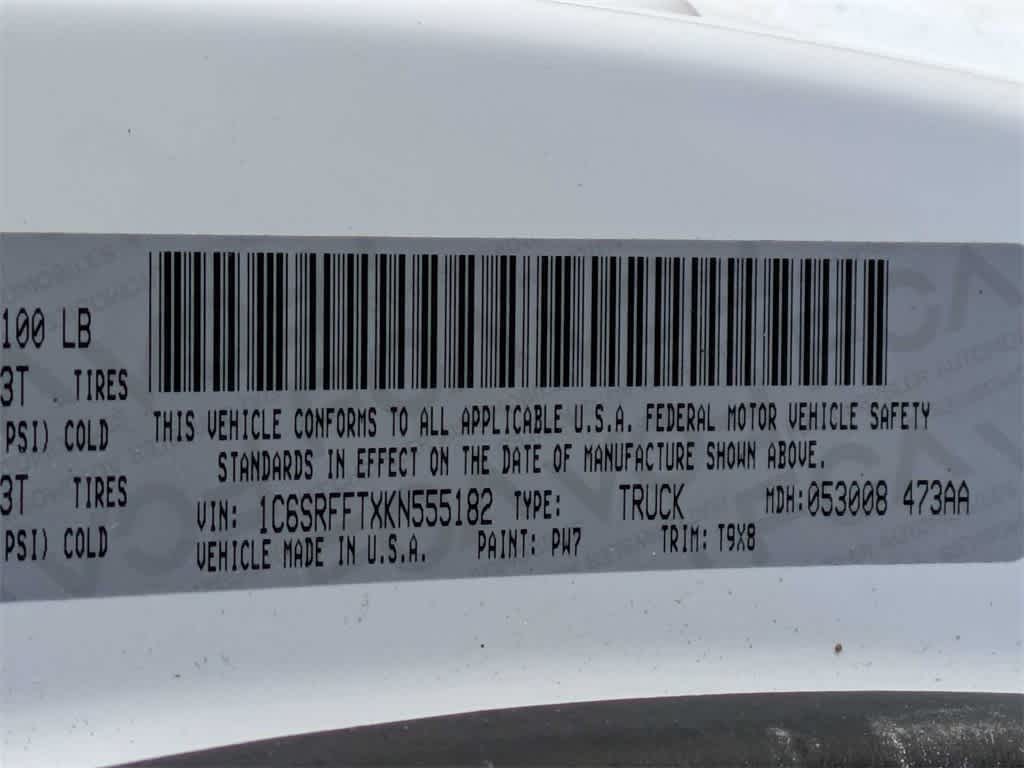 100 LB
3T TIRES
PSI) COLD
3T TIRES
PSI) COLD
THIS VEHICLE CONFORMS TO ALL APPLICABLE U.S.A. FEDERAL MOTOR VEHICLE SAFETY
STANDARDS IN EFFECT ON THE DATE OF MANUFACTURE SHOWN ABOVE.
VIN: 1C6SRFFTXKN555182 TYPE: TRUCK MDH: 053008 473AA
VEHICLE MADE IN U.S.A. PAINT: PW7 TRIM: T9X8